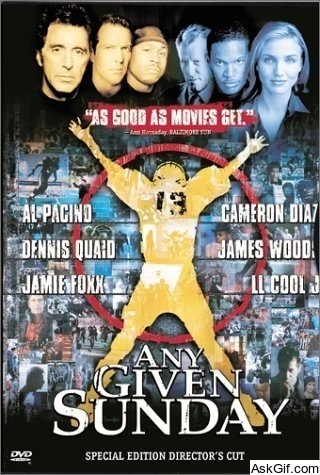 "AS GOOD AS MOVIES GET."
—Ann Hornaday, BALTIMORE SUN
13
AL PACINO CAMERON DIAZ
DENNIS QUAID JAMES WOOD
JAMIE FOXX LL COOL J
ANY
GIVEN
SUNDAY
DVD
SPECIAL EDITION DIRECTOR'S CUT
AskGif.com